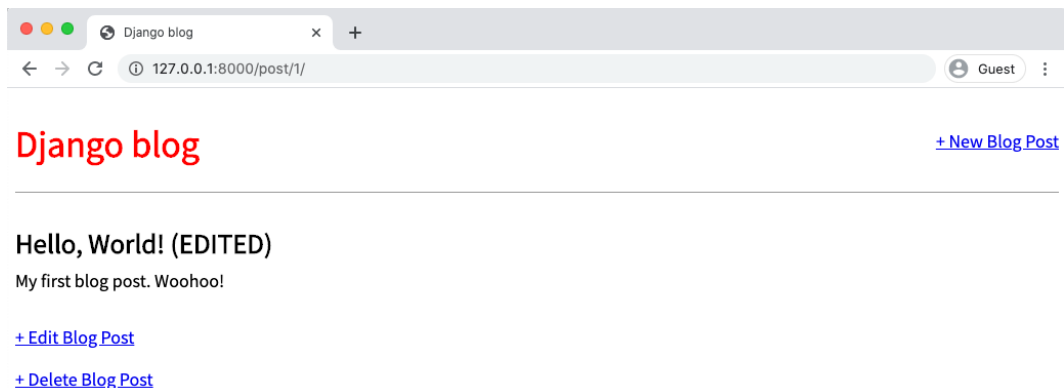 Django blog
127.0.0.1:8000/post/1/
Guest
Django blog
+ New Blog Post
Hello, World! (EDITED)
My first blog post. Woohoo!
+ Edit Blog Post
+ Delete Blog Post